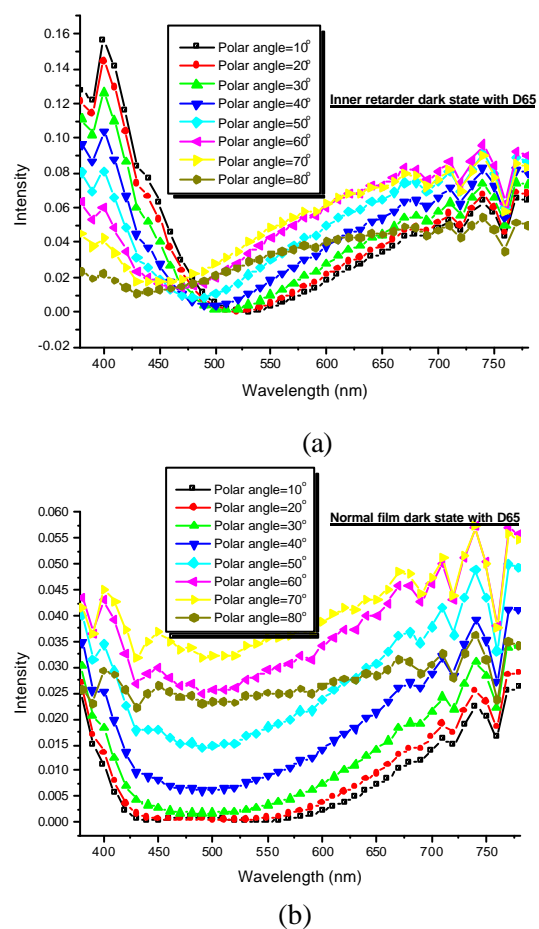 Polar angle=10°
Polar angle=20°
Polar angle=30°
Polar angle=40°
Polar angle=50°
Polar angle=60°
Polar angle=70°
Polar angle=80°
Inner retarder dark state with D65
Intensity
0.16
0.14
0.12
0.10
0.08
0.06
0.04
0.02
0.00
-0.02
400
450
500
550
600
650
700
750
Wavelength (nm)
(a)
Polar angle=10°
Polar angle=20°
Polar angle=30°
Polar angle=40°
Polar angle=50°
Polar angle=60°
Polar angle=70°
Polar angle=80°
Normal film dark state with D65
Intensity
0.060
0.055
0.050
0.045
0.040
0.035
0.030
0.025
0.020
0.015
0.010
0.005
0.000
400
450
500
550
600
650
700
750
Wavelength (nm)
(b)